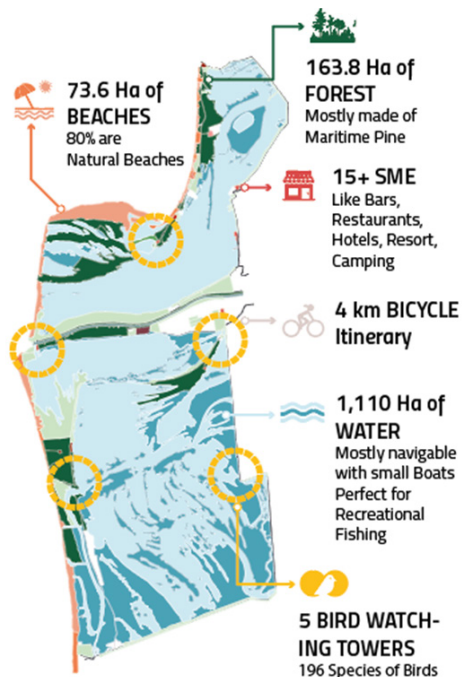 73.6 Ha of
BEACHES
80% are
Natural Beaches
163.8 Ha of
FOREST
Mostly made of
Maritime Pine
15+ SME
Like Bars,
Restaurants,
Hotels, Resort,
Camping
4 km BICYCLE
Itinerary
1,110 Ha of
WATER
Mostly navigable
with small Boats
Perfect for
Recreational
Fishing
5 BIRD WATCH-
ING TOWERS
196 Species of Birds